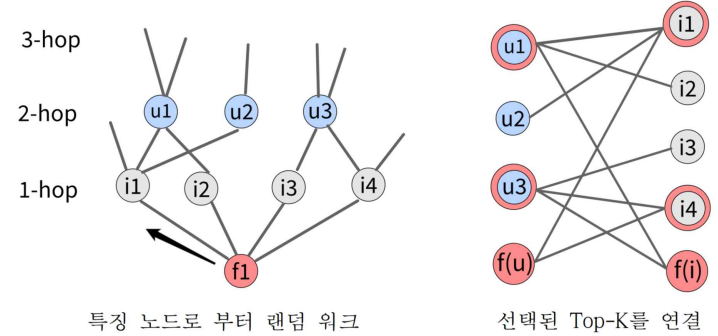 3-hop
2-hop
u1 u2 u3
1-hop
i1 i2 i3 i4
f1
특징 노드로 부터 랜덤 워크
u1 i1
i2
u2
i3
u3
i4
f(u) f(i)
선택된 Top-K를 연결